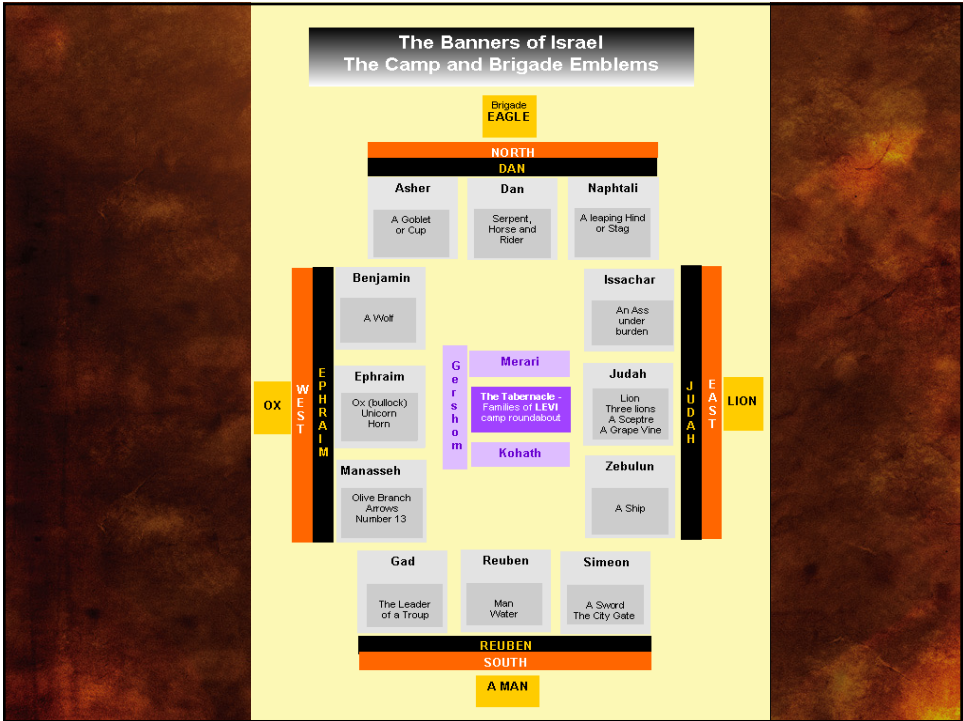 The Banners of Israel
The Camp and Brigade Emblems
Brigade
EAGLE
NORTH
DAN
Asher
A Goblet
or Cup
Dan
Serpent,
Horse and
Rider
Naphtali
A leaping Hind
or Stag
OX
WEST
EPHRAIM
Benjamin
A Wolf
Ephraim
Ox (bullock)
Unicorn
Horn
Manasseh
Olive Branch
Arrows
Number 13
Gershom
Merari
The Tabernacle -
Families of LEVI
camp roundabout
Kohath
Issachar
An Ass
under
burden
Judah
Lion
Three lions
A Sceptre
A Grape Vine
Zebulun
A Ship
JUDAH
EAST
LION
Gad
The Leader
of a Troup
Reuben
Man
Water
Simeon
A Sword
The City Gate
REUBEN
SOUTH
A MAN